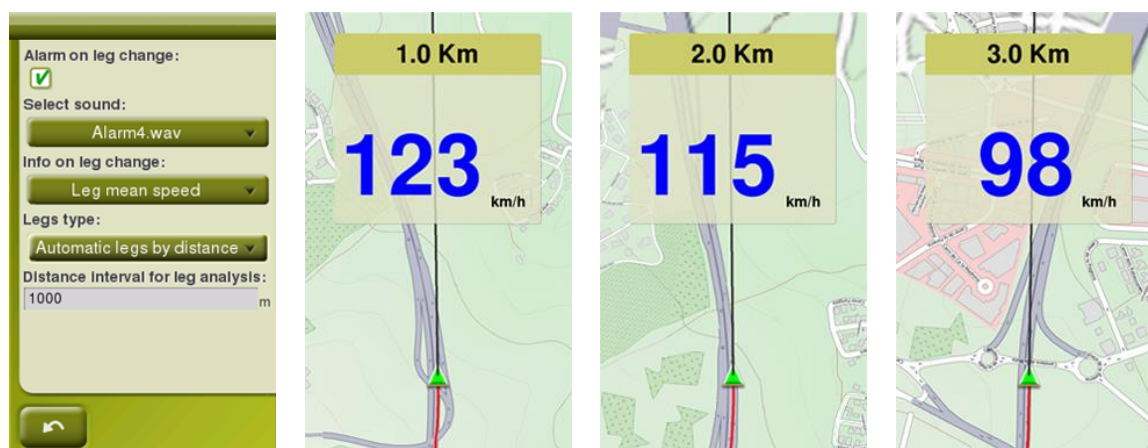 Alarm on leg change:
Select sound:
Alarm4.wav
Info on leg change:
Leg mean speed
Legs type:
Automatic legs by distance
Distance interval for leg analysis:
1000
m
1.0 Km
123
km/h
2.0 Km
115
km/h
3.0 Km
98
km/h